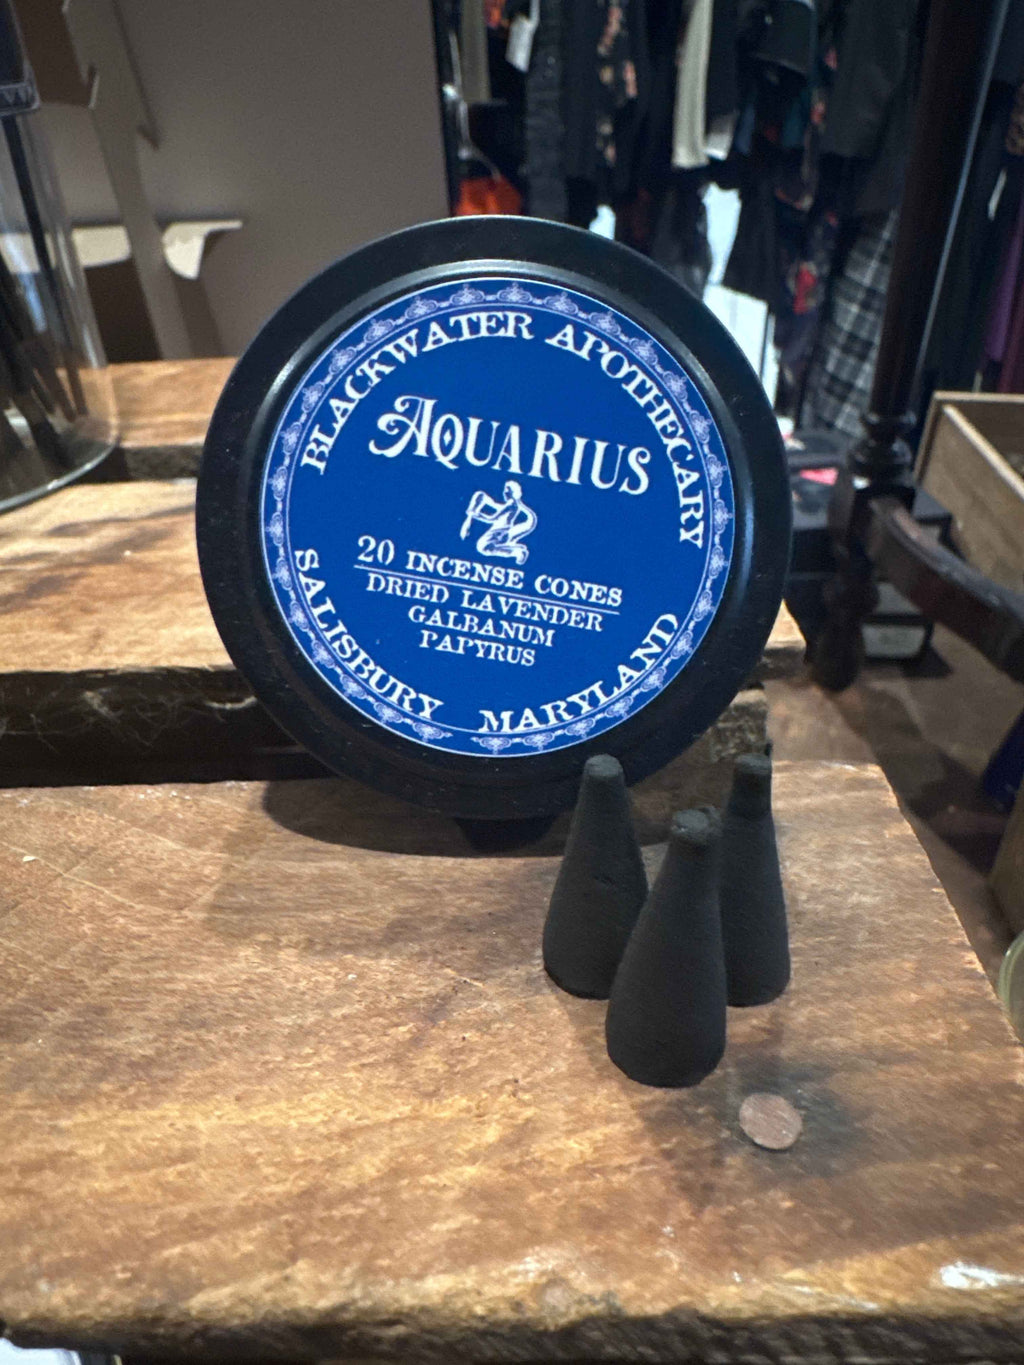 BLACKWATER APOTHECARY
AQUARIUS
20 INCENSE CONES
DRIED LAVENDER
GALBANUM
PAPYRUS
SALISBURY MARYLAND